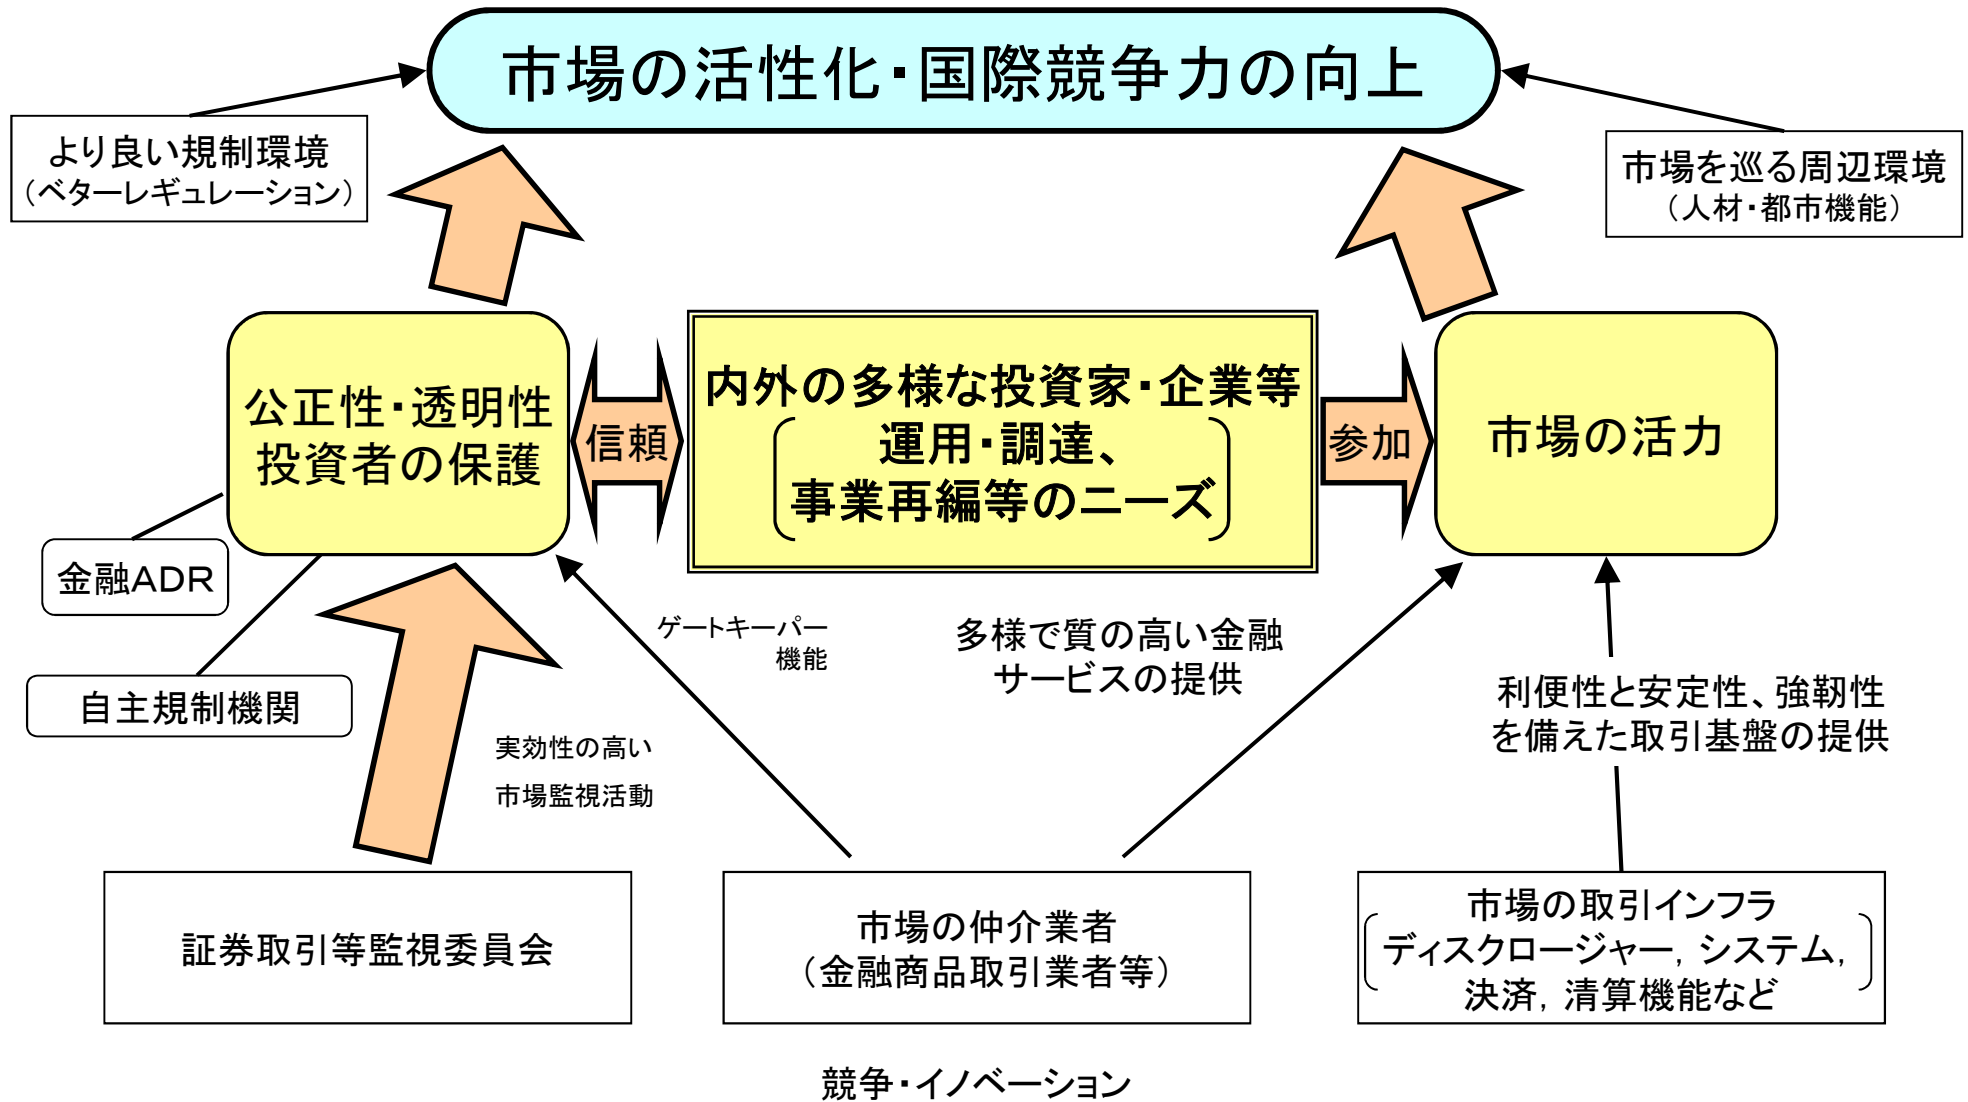 市場の活性化・国際競争力の向上
より良い規制環境
（ベターレギュレーション）
市場を巡る周辺環境
（人材・都市機能）
公正性・透明性
投資者の保護
信頼
内外の多様な投資家・企業等
運用・調達、
事業再編等のニーズ
参加
市場の活力
金融ADR
自主規制機関
ゲートキーパー
機能
多様で質の高い金融
サービスの提供
利便性と安定性、強靭性
を備えた取引基盤の提供
実効性の高い
市場監視活動
証券取引等監視委員会
市場の仲介業者
（金融商品取引業者等）
市場の取引インフラ
ディスクロージャー，システム，
決済，清算機能など
競争・イノベーション